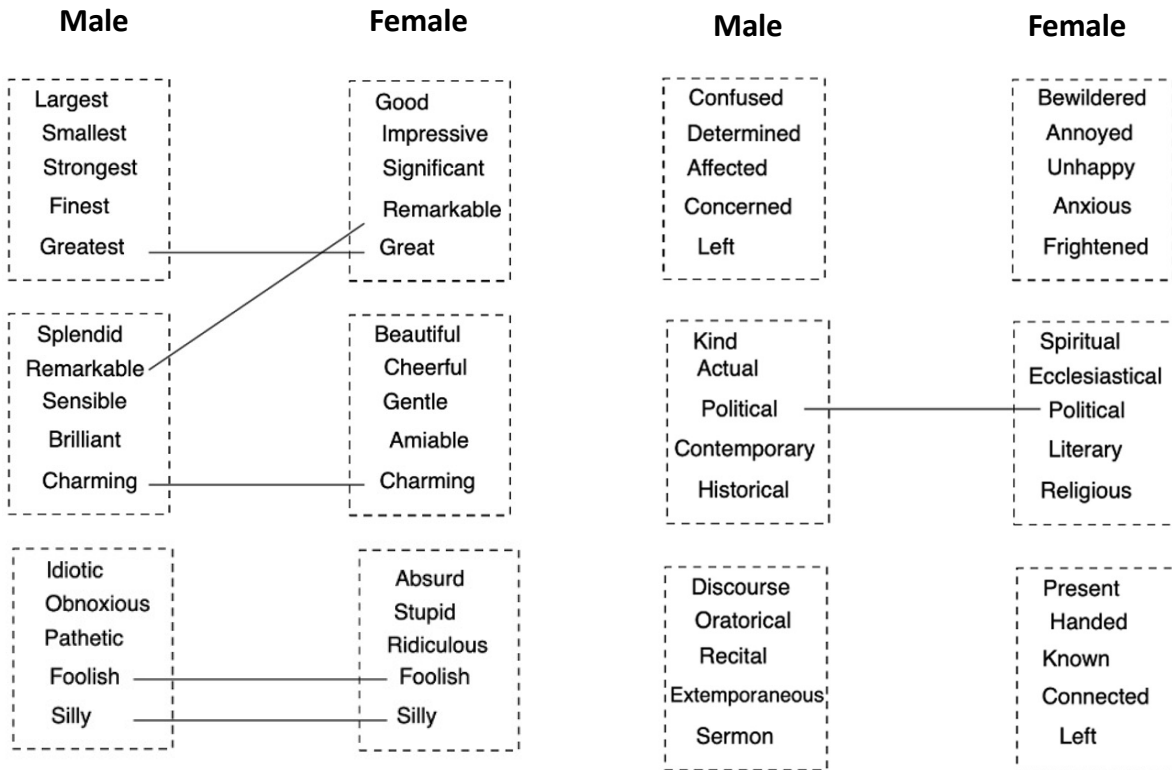 Male
Female
Male
Female
Largest
Smallest
Strongest
Finest
Greatest
Good
Impressive
Significant
Remarkable
Great
Confused
Determined
Affected
Concerned
Left
Bewildered
Annoyed
Unhappy
Anxious
Frightened
Splendid
Remarkable
Sensible
Brilliant
Charming
Beautiful
Cheerful
Gentle
Amiable
Charming
Kind
Actual
Political
Contemporary
Historical
Spiritual
Ecclesiastical
Political
Literary
Religious
Idiotic
Obnoxious
Pathetic
Foolish
Silly
Absurd
Stupid
Ridiculous
Foolish
Silly
Discourse
Oratorical
Recital
Extemporaneous
Sermon
Present
Handed
Known
Connected
Left